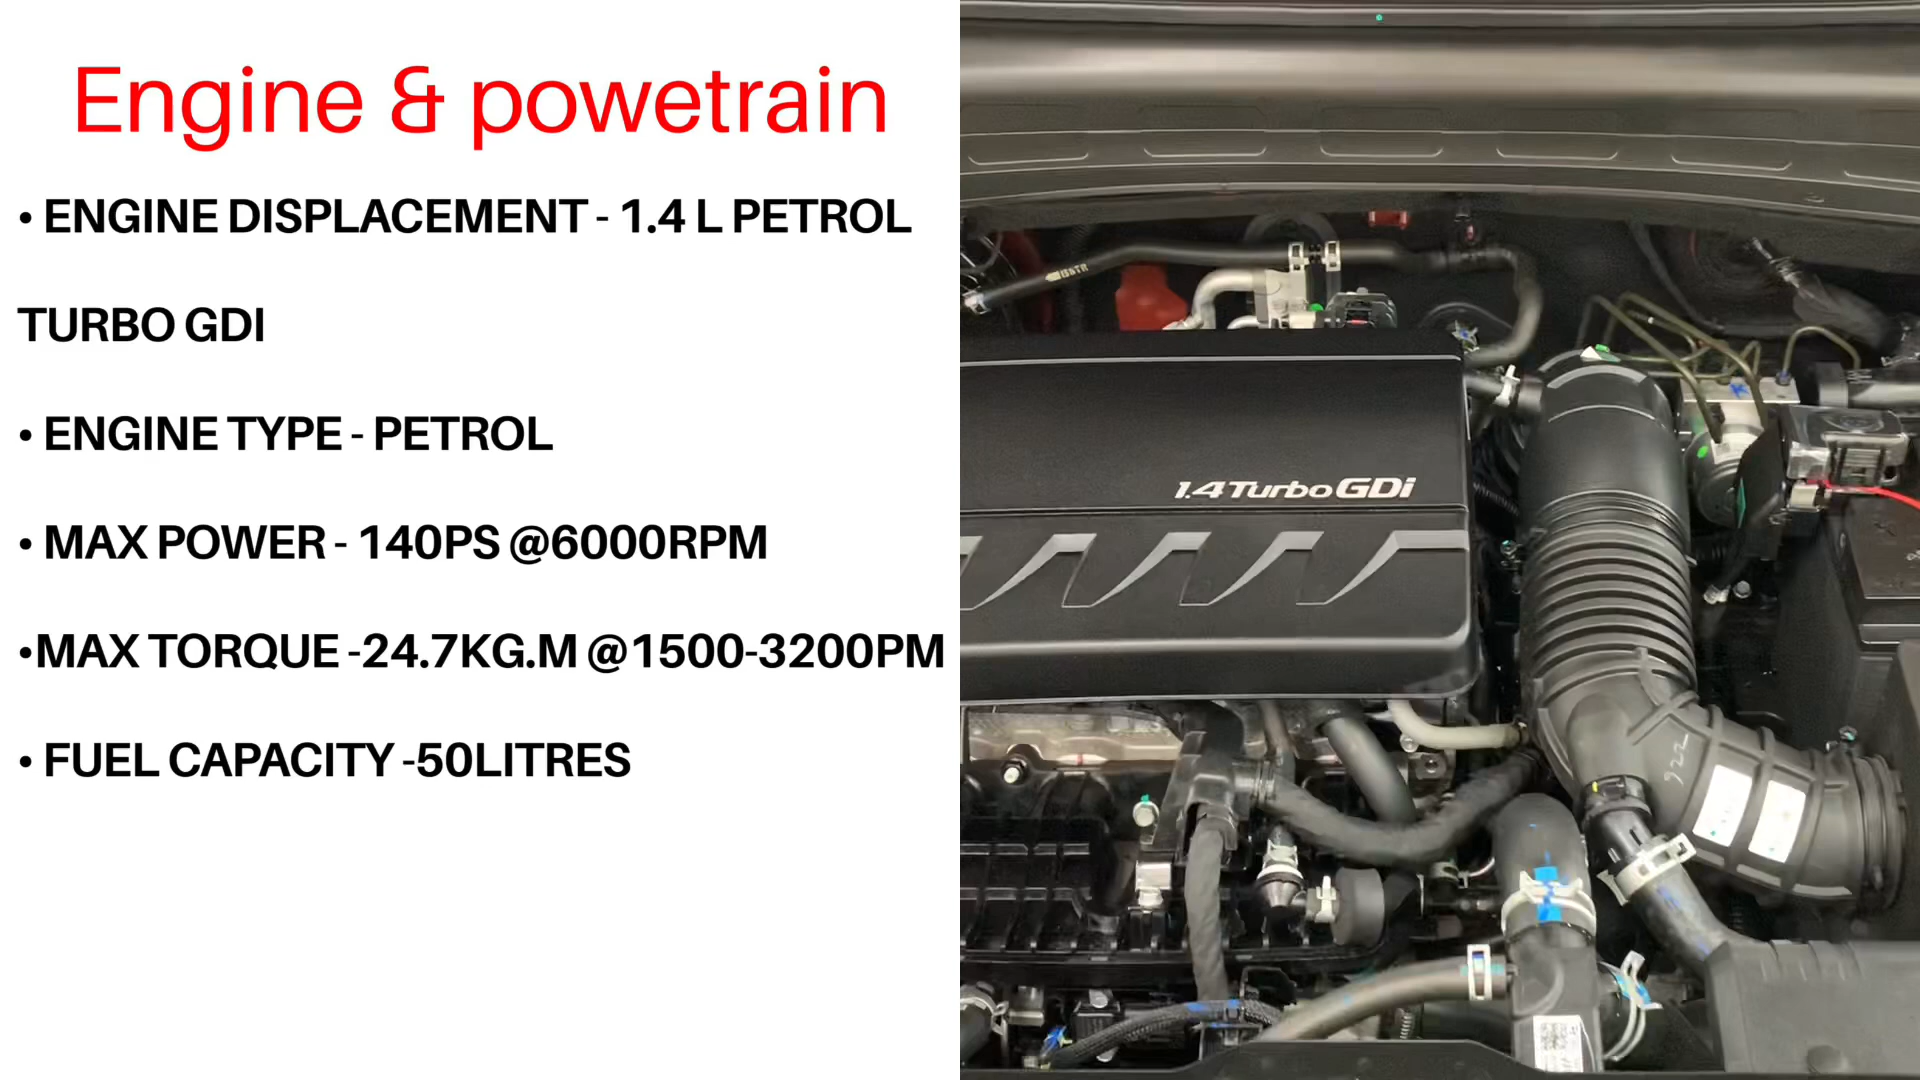 Engine & powetrain
• ENGINE DISPLACEMENT - 1.4 L PETROL
TURBO GDI
• ENGINE TYPE - PETROL
• MAX POWER - 140PS @6000RPM
•MAX TORQUE -24.7KG.M @1500-3200PM
• FUEL CAPACITY -50LITRES
1.4 Turbo GDi
922